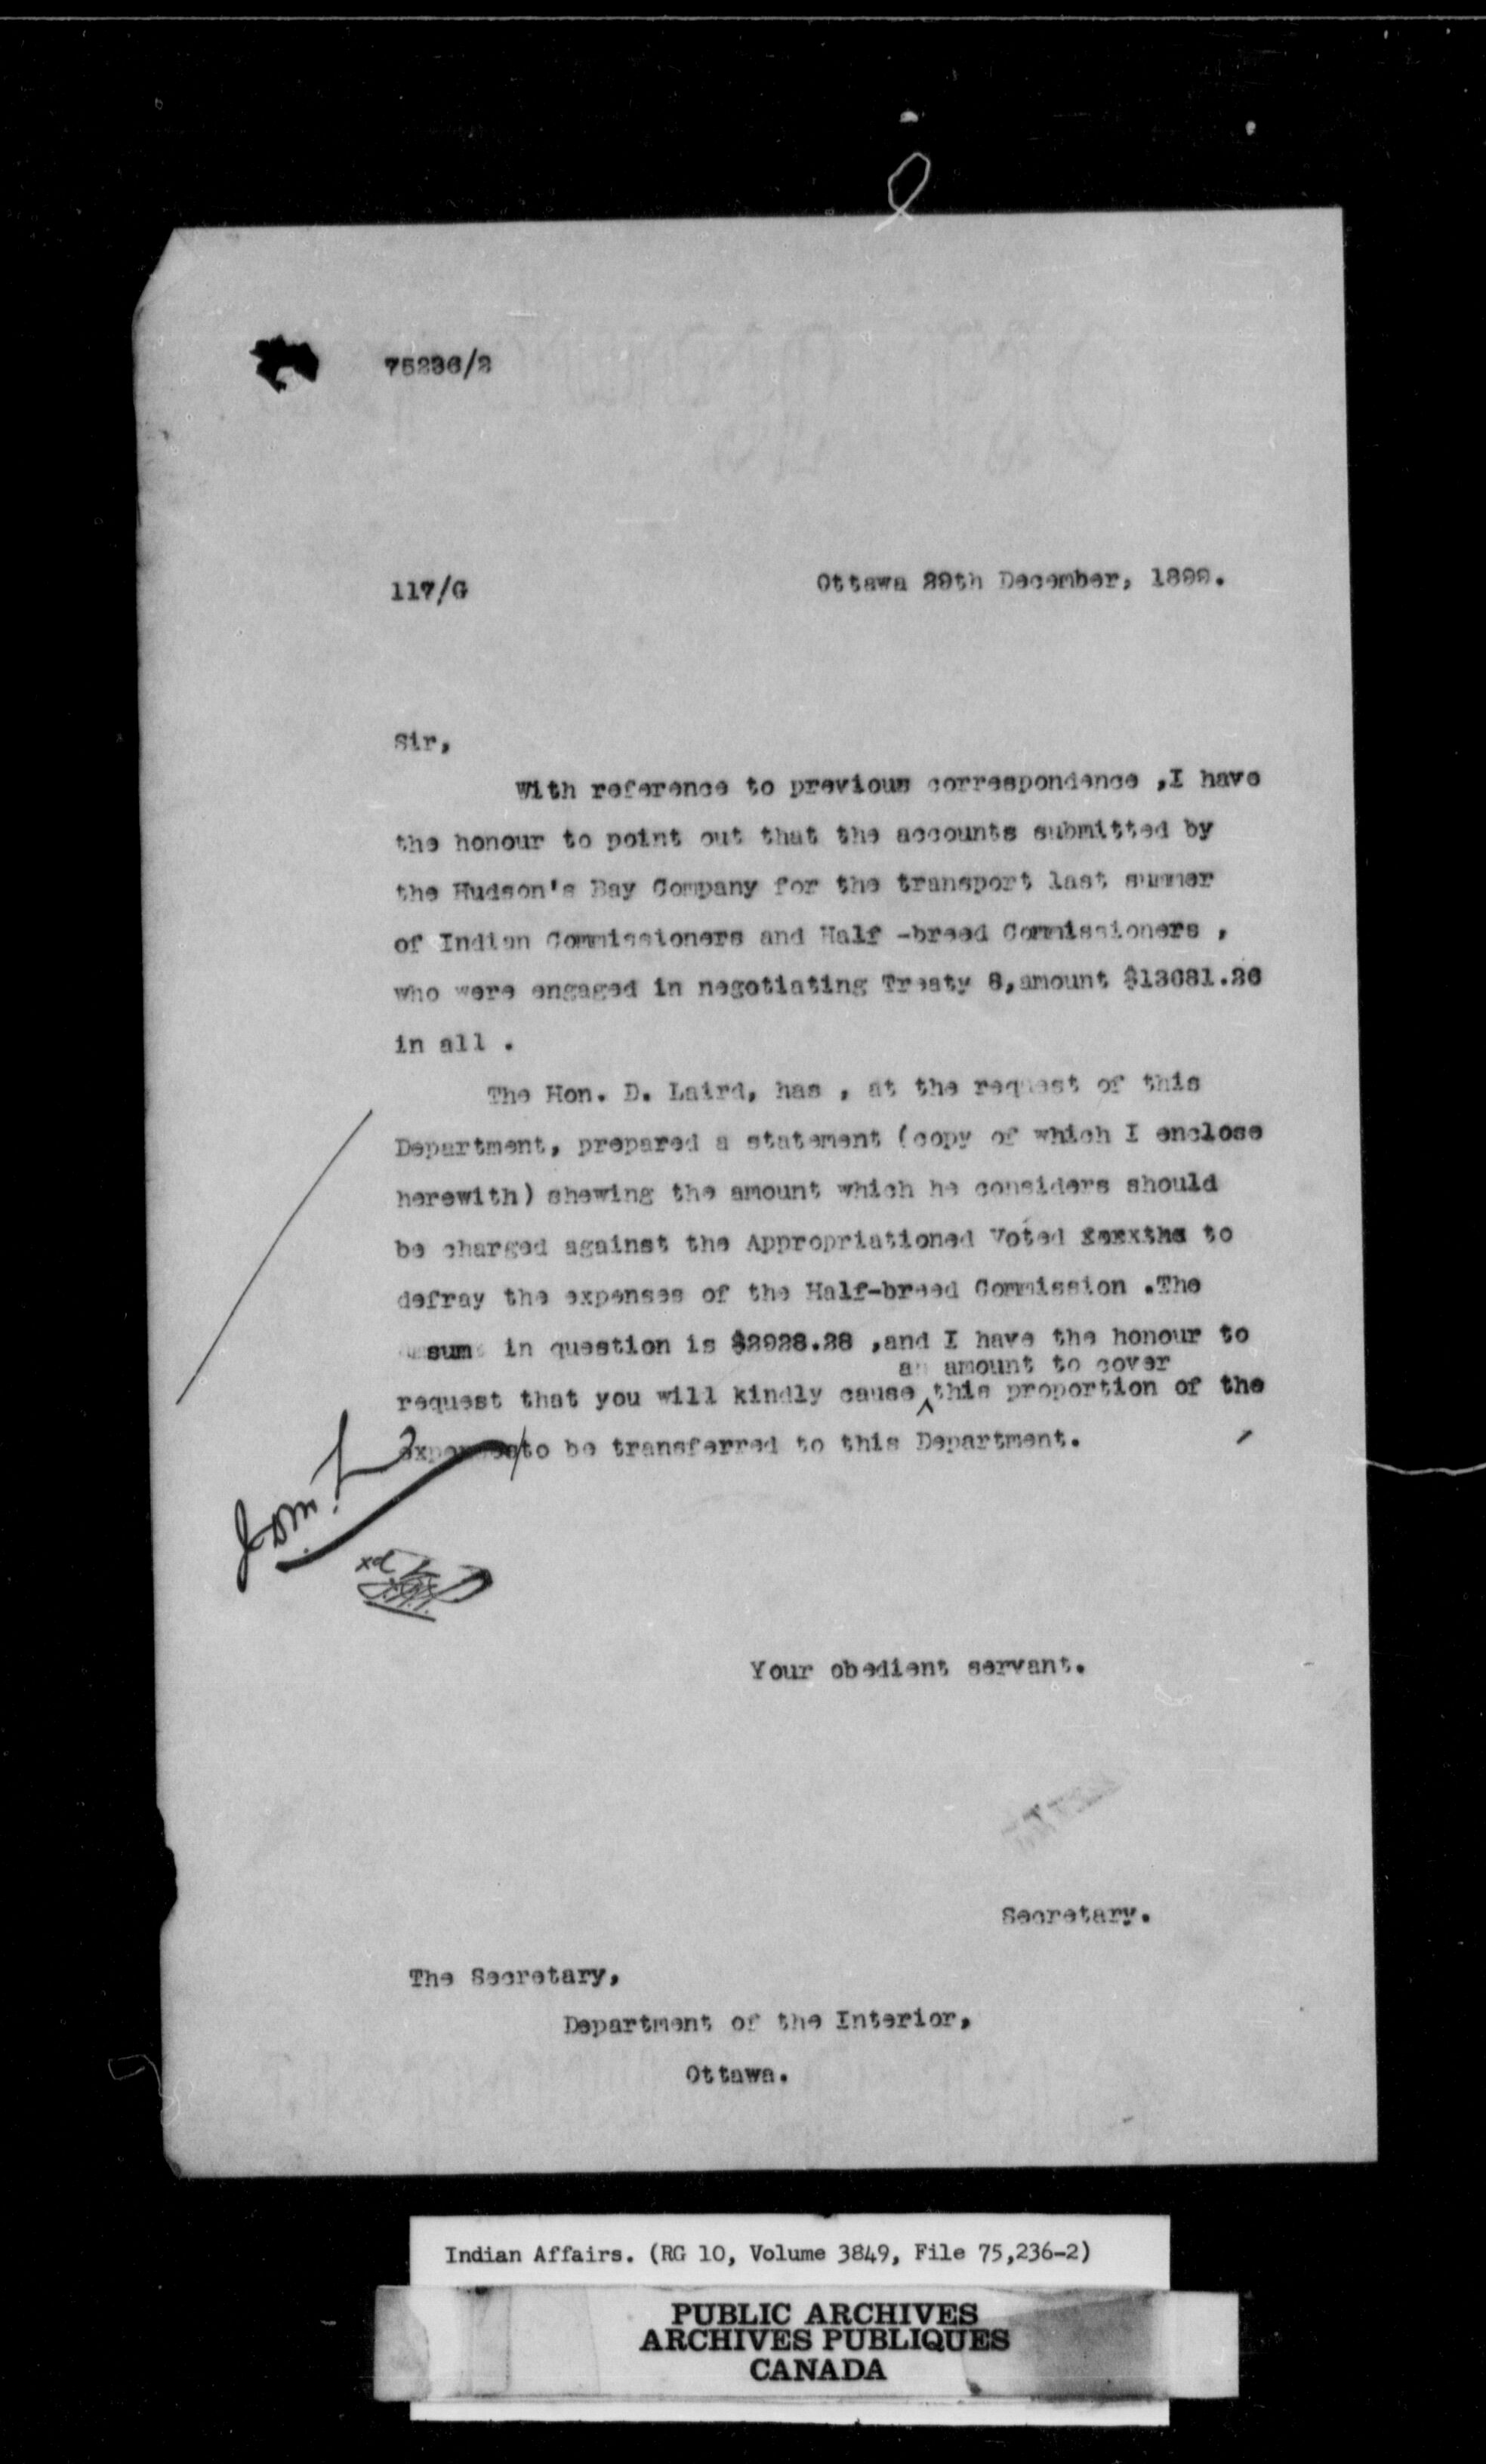 75236/2
117/G
Ottawa 29th December, 1899.
Sir,
With reference to previous correspondence ,I have
the honour to point out that the accounts submitted by
the Hudson's Bay Company for the transport last summer
of Indian Commissioners and Half -breed Commissioners ,
who were engaged in negotiating Treaty 8,amount $13681.26
in all .
The Hon. D. Laird, has , at the request of this
Department, prepared a statement (copy of which I enclose
herewith) shewing the amount which he considers should
be charged against the Appropriationed Voted to
defray the expenses of the Half-breed Commission .The
sum in question is $2928.28 ,and I have the honour to
an amount to cover
request that you will kindly cause this proportion of the
to be transferred to this Department.
Your obedient servant.
Secretary.
The Secretary,
Department of the Interior,
Ottawa.
Indian Affairs. (RG 10, Volume 3849, File 75,236-2)
PUBLIC ARCHIVES
ARCHIVES PUBLIQUES
CANADA